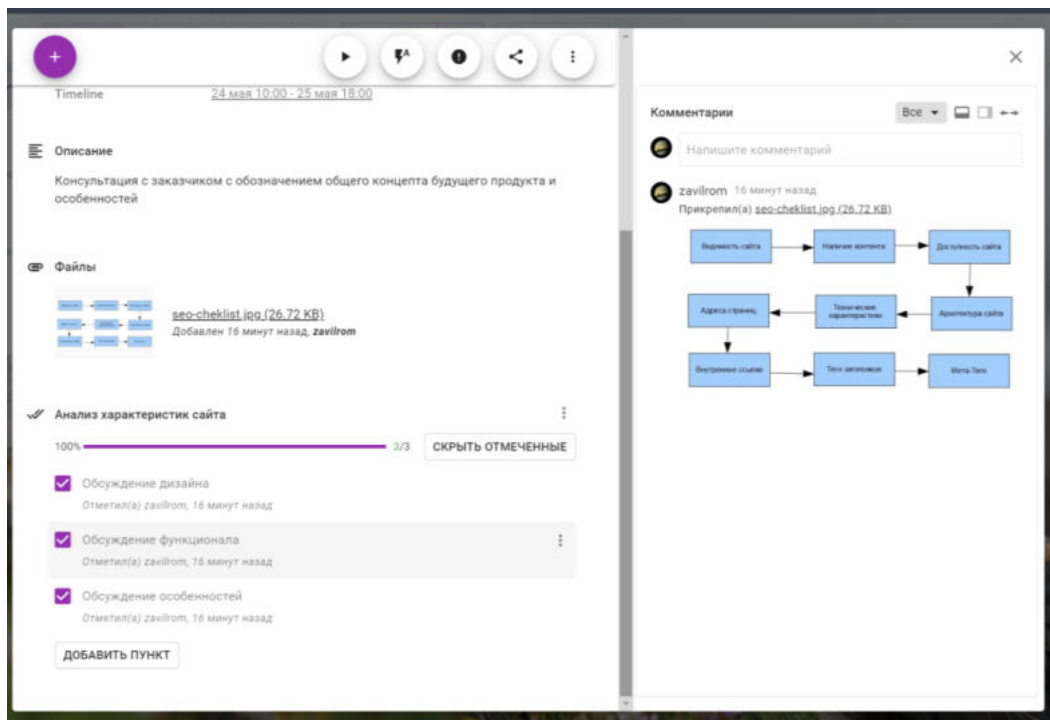 Timeline 24 мая 10:00 - 25 мая 18:00
Описание
Консультация с заказчиком с обозначением общего концепта будущего продукта и
особенностей
Файлы
seo-cheklist.jpg (26.72 KB)
Добавлен 16 минут назад, zavilrom
Анализ характеристик сайта
100% 3/3 СКРЫТЬ ОТМЕЧЕННЫЕ
Обсуждение дизайна
Отметил(а) zavilrom, 16 минут назад
Обсуждение функционала
Отметил(а) zavilrom, 16 минут назад
Обсуждение особенностей
Отметил(а) zavilrom, 16 минут назад
ДОБАВИТЬ ПУНКТ
Комментарии Все
Напишите комментарий
zavilrom 16 минут назад
Прикрепил(а) seo-cheklist.jpg (26.72 KB)
Видимость сайта
Наличие контента
Доступность сайта
Адреса страниц
Технические
характеристики
Архитектура сайта
Внутренние ссылки
Теги заголовков
Мета-Теги